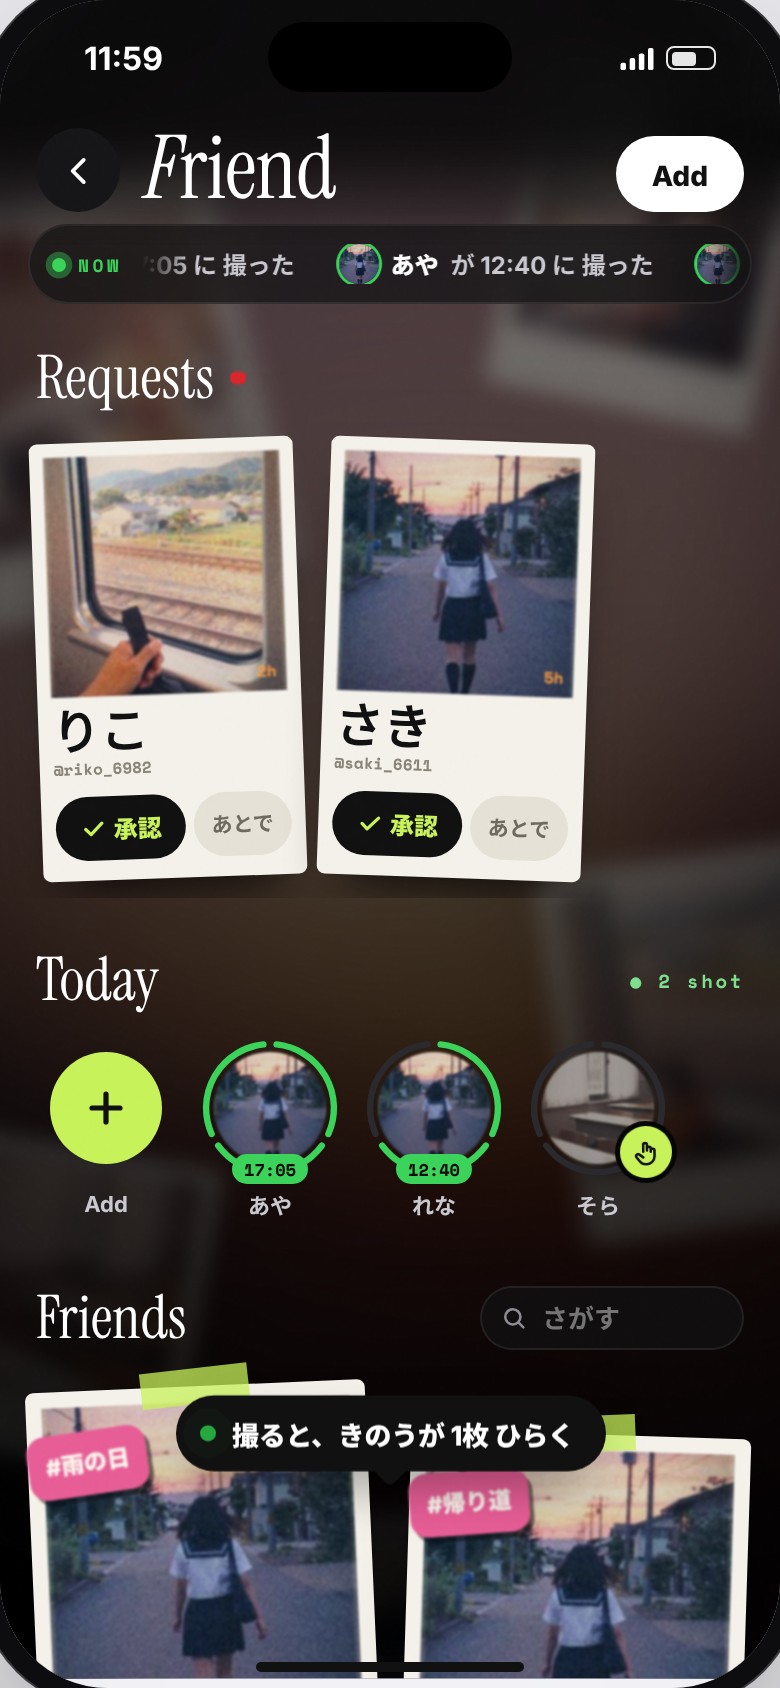 11:59
Friend
Add
NOW
:05 に 撮った
あや が 12:40 に 撮った
Requests
2h
5h
りこ
@riko_6982
承認
あとで
さき
@saki_6611
承認
あとで
Today
2 shot
17:05
12:40
Add
あや
れな
そら
Friends
さがす
撮ると、きのうが 1枚 ひらく
#雨の日
#帰り道